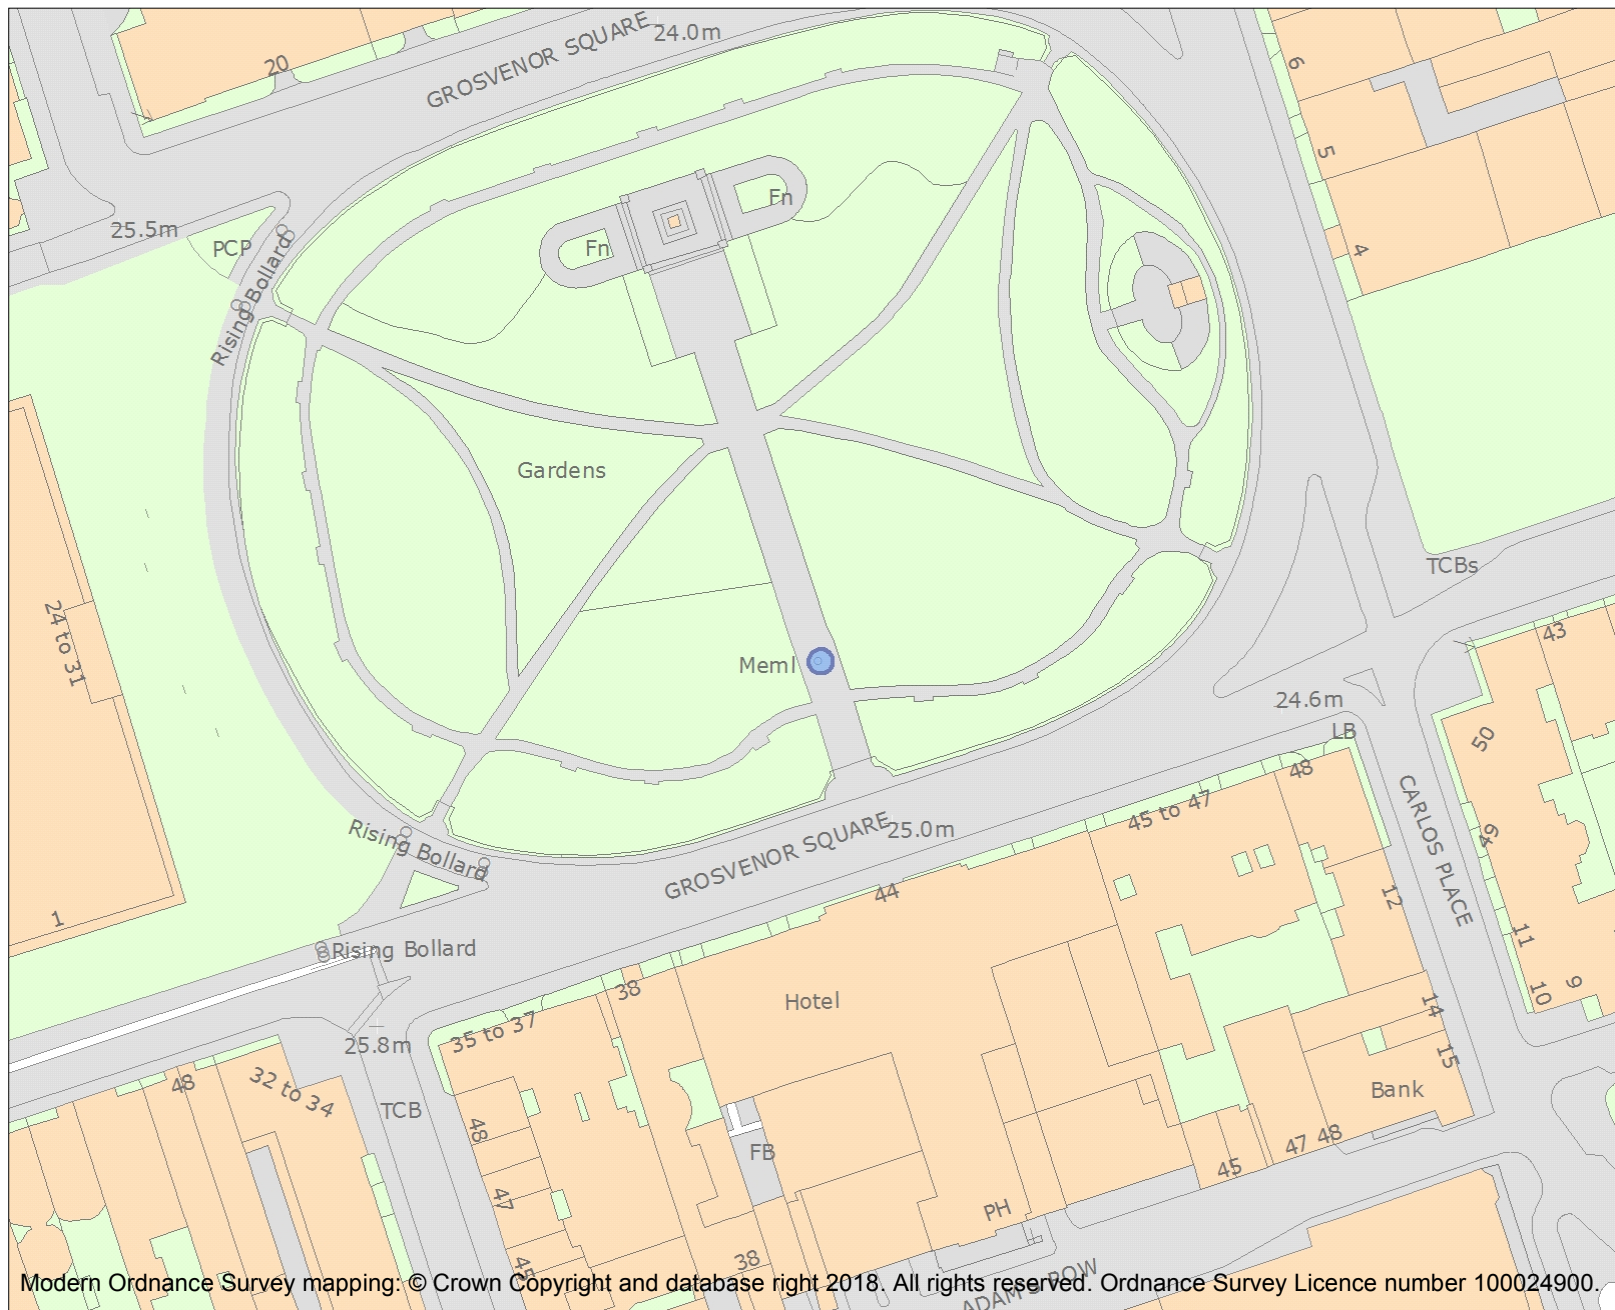 GROSVENOR SQUARE
24.0m
20
6
5
4
25.5m
PCP
Rising Bollard
Fn
Fn
Gardens
24 to 31
1
Meml
TCBs
43
24.6m
LB
50
48
45 to 47
CARLOS PLACE
49
12
11
10
9
14
15
Rising Bollard
GROSVENOR SQUARE
25.0m
44
Rising Bollard
38
Hotel
35 to 37
25.8m
48
32 to 34
TCB
48
47
45
FB
38
PH
Bank
45
47
48
ADAM'S ROW
Modern Ordnance Survey mapping: © Crown Copyright and database right 2018. All rights reserved. Ordnance Survey Licence number 100024900.